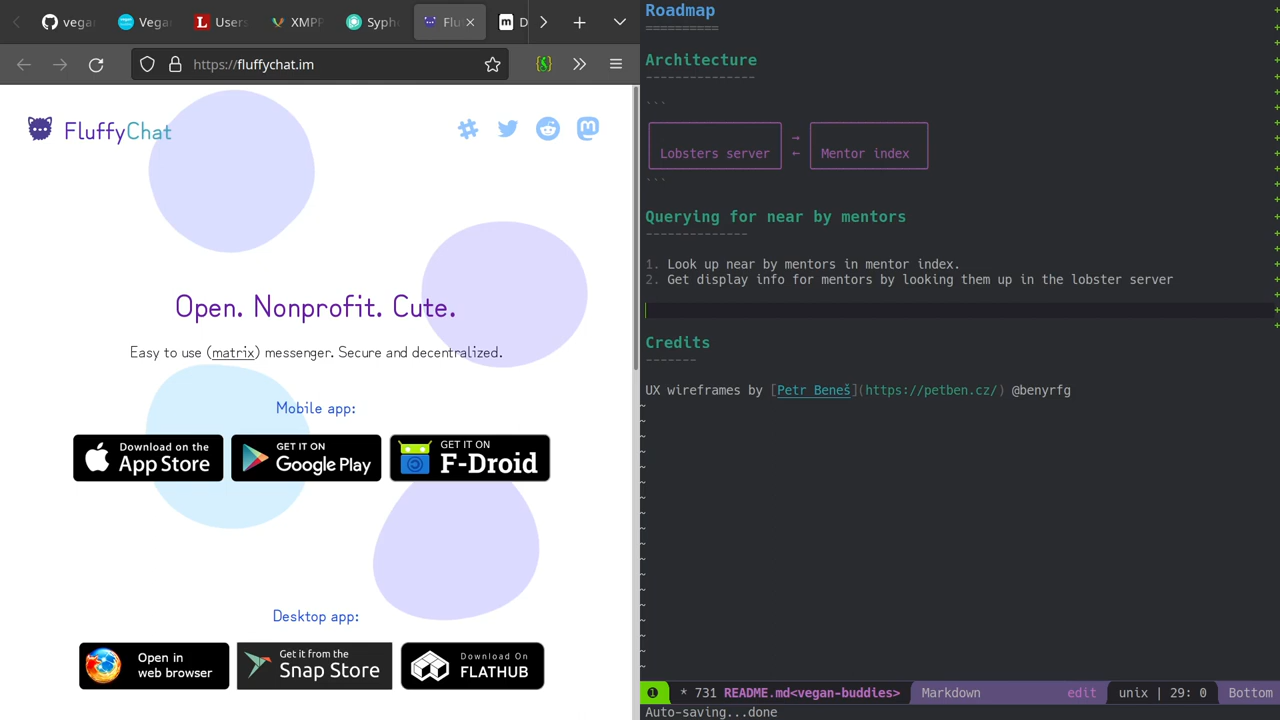 vegan
Vegan
Users
XMPP
Sypho
Flu
D
https://fluffychat.im
FluffyChat
Open. Nonprofit. Cute.
Easy to use (matrix) messenger. Secure and decentralized.
Mobile app:
Download on the
App Store
GET IT ON
Google Play
GET IT ON
F-Droid
Desktop app:
Open in
web browser
Get it from the
Snap Store
Download On
FLATHUB
Roadmap
==========
Architecture
---------------
```
Lobsters server
→
←
Mentor index
```
Querying for near by mentors
--------------
1. Look up near by mentors in mentor index.
2. Get display info for mentors by looking them up in the lobster server
Credits
-------
UX wireframes by [Petr Beneš](https://petben.cz/) @benyrfg
1 * 731 README.md<vegan-buddies> Markdown edit unix | 29: 0 Bottom
Auto-saving...done